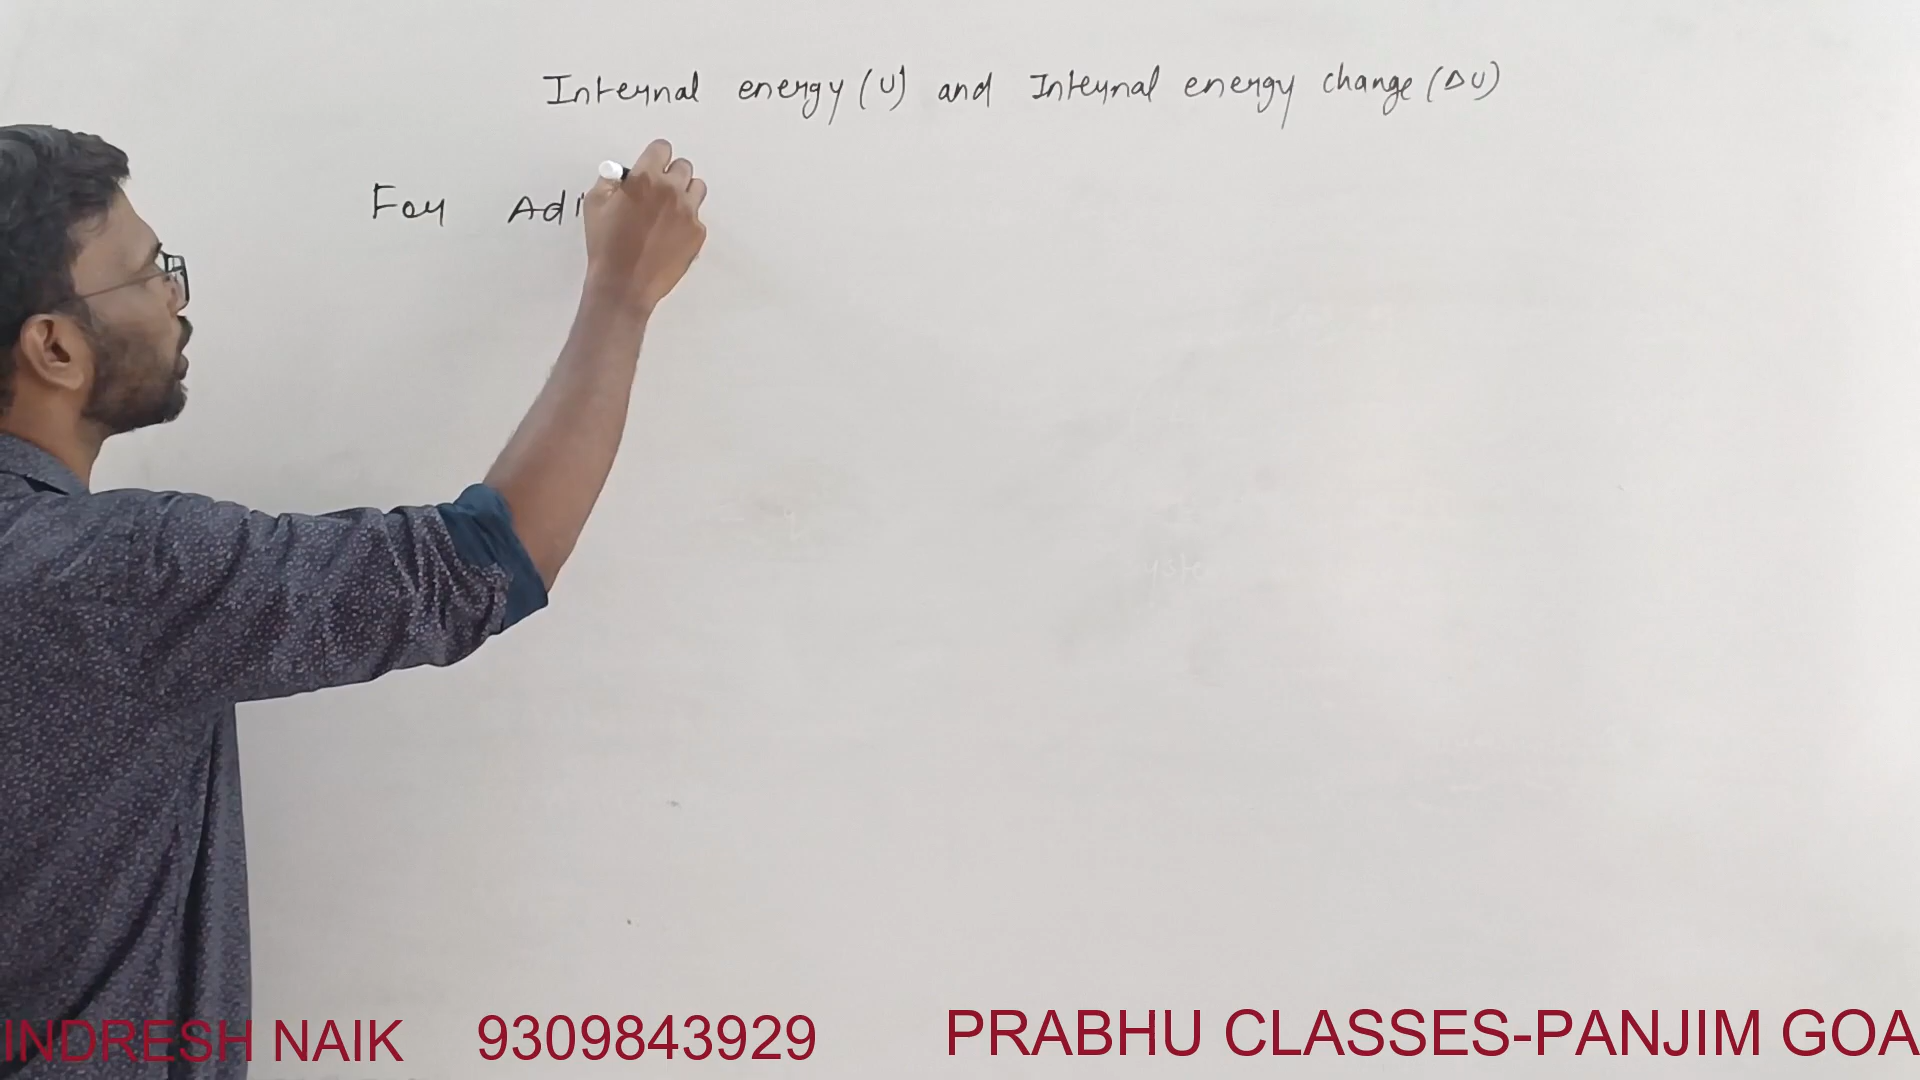 Internal energy (U) and Internal energy change (ΔU)
For Adi
INDRESH NAIK 9309843929 PRABHU CLASSES-PANJIM GOA